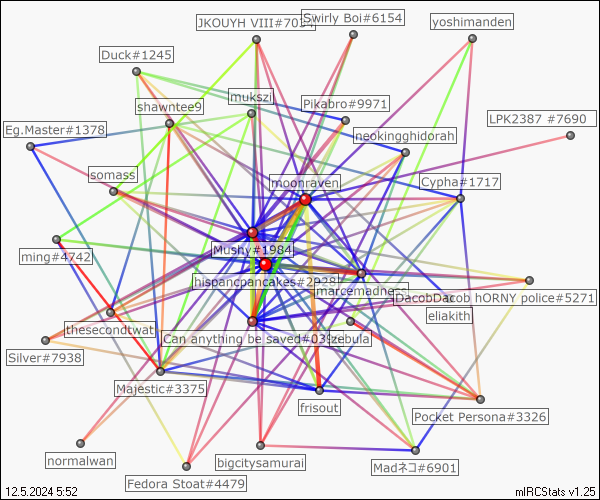 JKOUYH VIII#7034
Swirly Boi#6154
yoshimanden
Duck#1245
mukszi
Pikabro#9971
shawntee9
LPK2387 #7690
Eg.Master#1378
neokingghidorah
somass
moonraven
Cypha#1717
ming#4742
Mushy#1984
hispancpancakes#2928
marcemadness
DacobDacob
hORNY police#5271
eliakith
thesecondtwat
Can anything be saved#039
zebula
Silver#7938
Majestic#3375
frisout
Pocket Persona#3326
normalwan
bigcitysamurai
Madネコ#6901
Fedora Stoat#4479
12.5.2024 5:52
mIRCStats v1.25